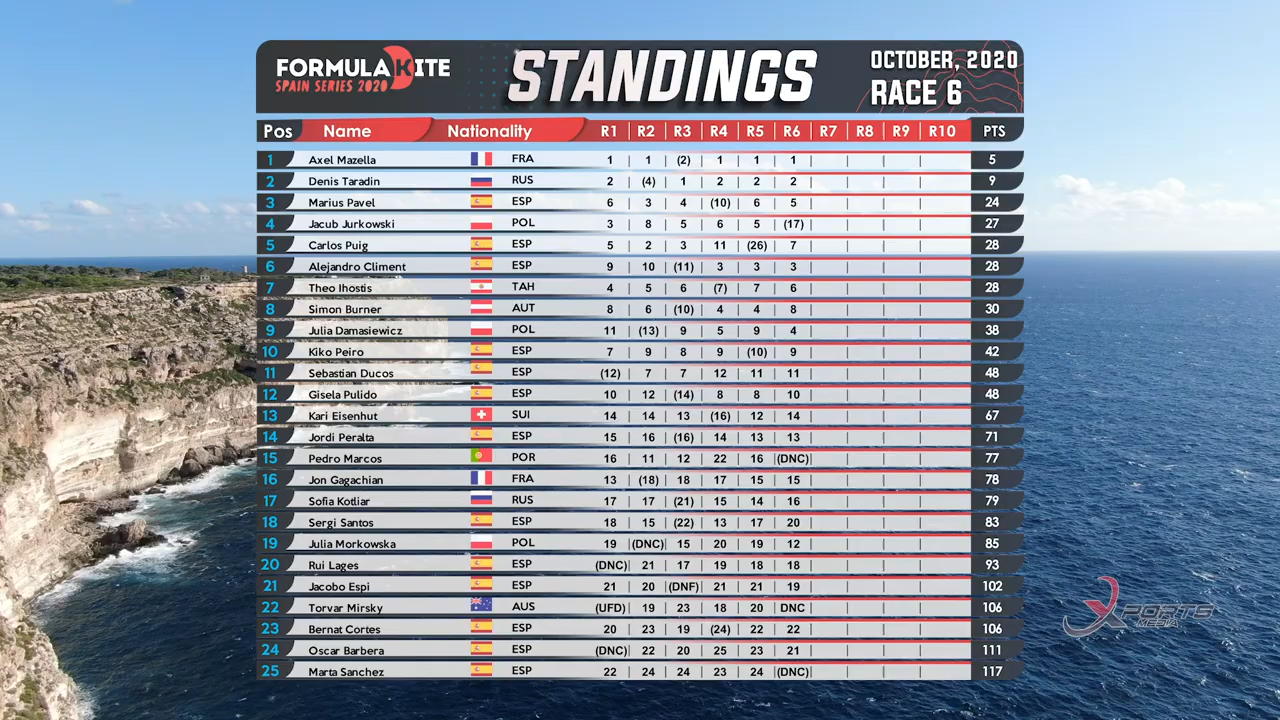 FORMULA KITE
SPAIN SERIES 2020
STANDINGS
OCTOBER, 2020
RACE 6
Pos Name Nationality R1 R2 R3 R4 R5 R6 R7 R8 R9 R10 PTS
1 Axel Mazella FRA 1 1 (2) 1 1 1 5
2 Denis Taradin RUS 2 (4) 1 2 2 2 9
3 Marius Pavel ESP 6 3 4 (10) 6 5 24
4 Jacub Jurkowski POL 3 8 5 6 5 (17) 27
5 Carlos Puig ESP 5 2 3 11 (26) 7 28
6 Alejandro Climent ESP 9 10 (11) 3 3 3 28
7 Theo Ihostis TAH 4 5 6 (7) 7 6 28
8 Simon Burner AUT 8 6 (10) 4 4 8 30
9 Julia Damasiewicz POL 11 (13) 9 5 9 4 38
10 Kiko Peiro ESP 7 9 8 9 (10) 9 42
11 Sebastian Ducos ESP (12) 7 7 12 11 11 48
12 Gisela Pulido ESP 10 12 (14) 8 8 10 48
13 Kari Eisenhut SUI 14 14 13 (16) 12 14 67
14 Jordi Peralta ESP 15 16 (16) 14 13 13 71
15 Pedro Marcos POR 16 11 12 22 16 (DNC) 77
16 Jon Gagachian FRA 13 (18) 18 17 15 15 78
17 Sofia Kotliar RUS 17 17 (21) 15 14 16 79
18 Sergi Santos ESP 18 15 (22) 13 17 20 83
19 Julia Morkowska POL 19 (DNC) 15 20 19 12 85
20 Rui Lages ESP (DNC) 21 17 19 18 18 93
21 Jacobo Espi ESP 21 20 (DNF) 21 21 19 102
22 Torvar Mirsky AUS (UFD) 19 23 18 20 DNC 106
23 Bernat Cortes ESP 20 23 19 (24) 22 22 106
24 Oscar Barbera ESP (DNC) 22 20 25 23 21 111
25 Marta Sanchez ESP 22 24 24 23 24 (DNC) 117
XPORTS
MEDIA